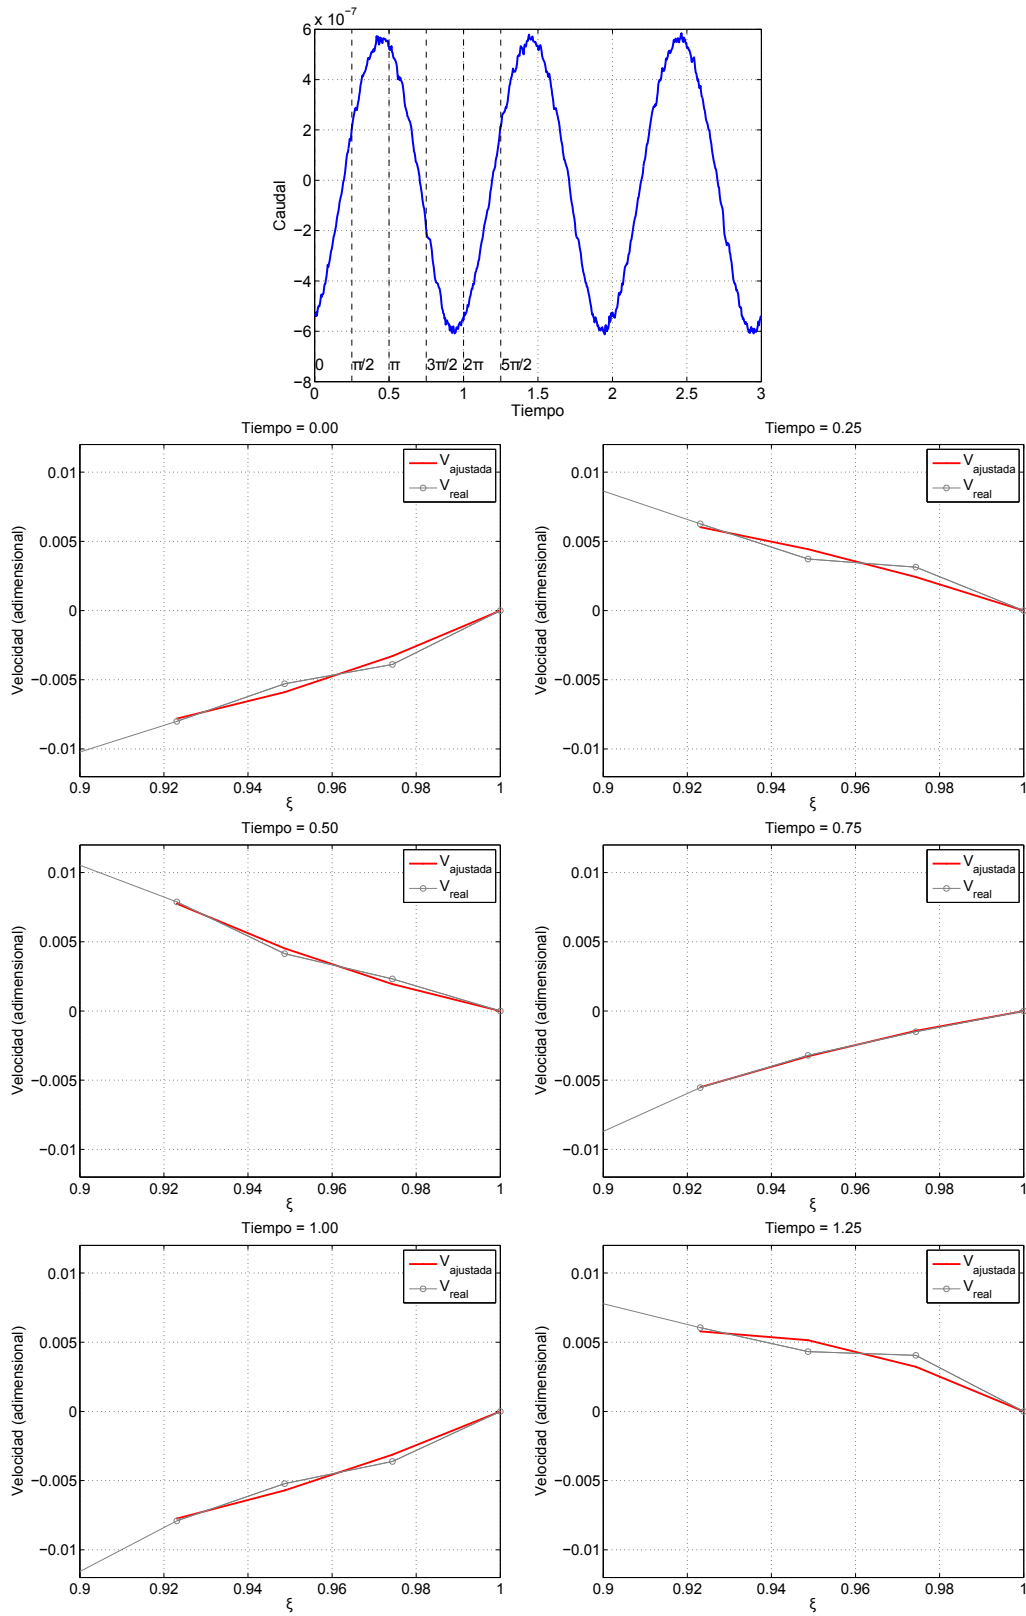 x 10⁻⁷
6
4
2
0
−2
−4
−6
−8
Caudal
0 π/2 π 3π/2 2π 5π/2
0 0.5 1 1.5 2 2.5 3
Tiempo
Tiempo = 0.00
V_ajustada
V_real
0.01
0.005
0
−0.005
−0.01
Velocidad (adimensional)
0.9 0.92 0.94 0.96 0.98 1
ξ
Tiempo = 0.25
V_ajustada
V_real
0.01
0.005
0
−0.005
−0.01
Velocidad (adimensional)
0.9 0.92 0.94 0.96 0.98 1
ξ
Tiempo = 0.50
V_ajustada
V_real
0.01
0.005
0
−0.005
−0.01
Velocidad (adimensional)
0.9 0.92 0.94 0.96 0.98 1
ξ
Tiempo = 0.75
V_ajustada
V_real
0.01
0.005
0
−0.005
−0.01
Velocidad (adimensional)
0.9 0.92 0.94 0.96 0.98 1
ξ
Tiempo = 1.00
V_ajustada
V_real
0.01
0.005
0
−0.005
−0.01
Velocidad (adimensional)
0.9 0.92 0.94 0.96 0.98 1
ξ
Tiempo = 1.25
V_ajustada
V_real
0.01
0.005
0
−0.005
−0.01
Velocidad (adimensional)
0.9 0.92 0.94 0.96 0.98 1
ξ